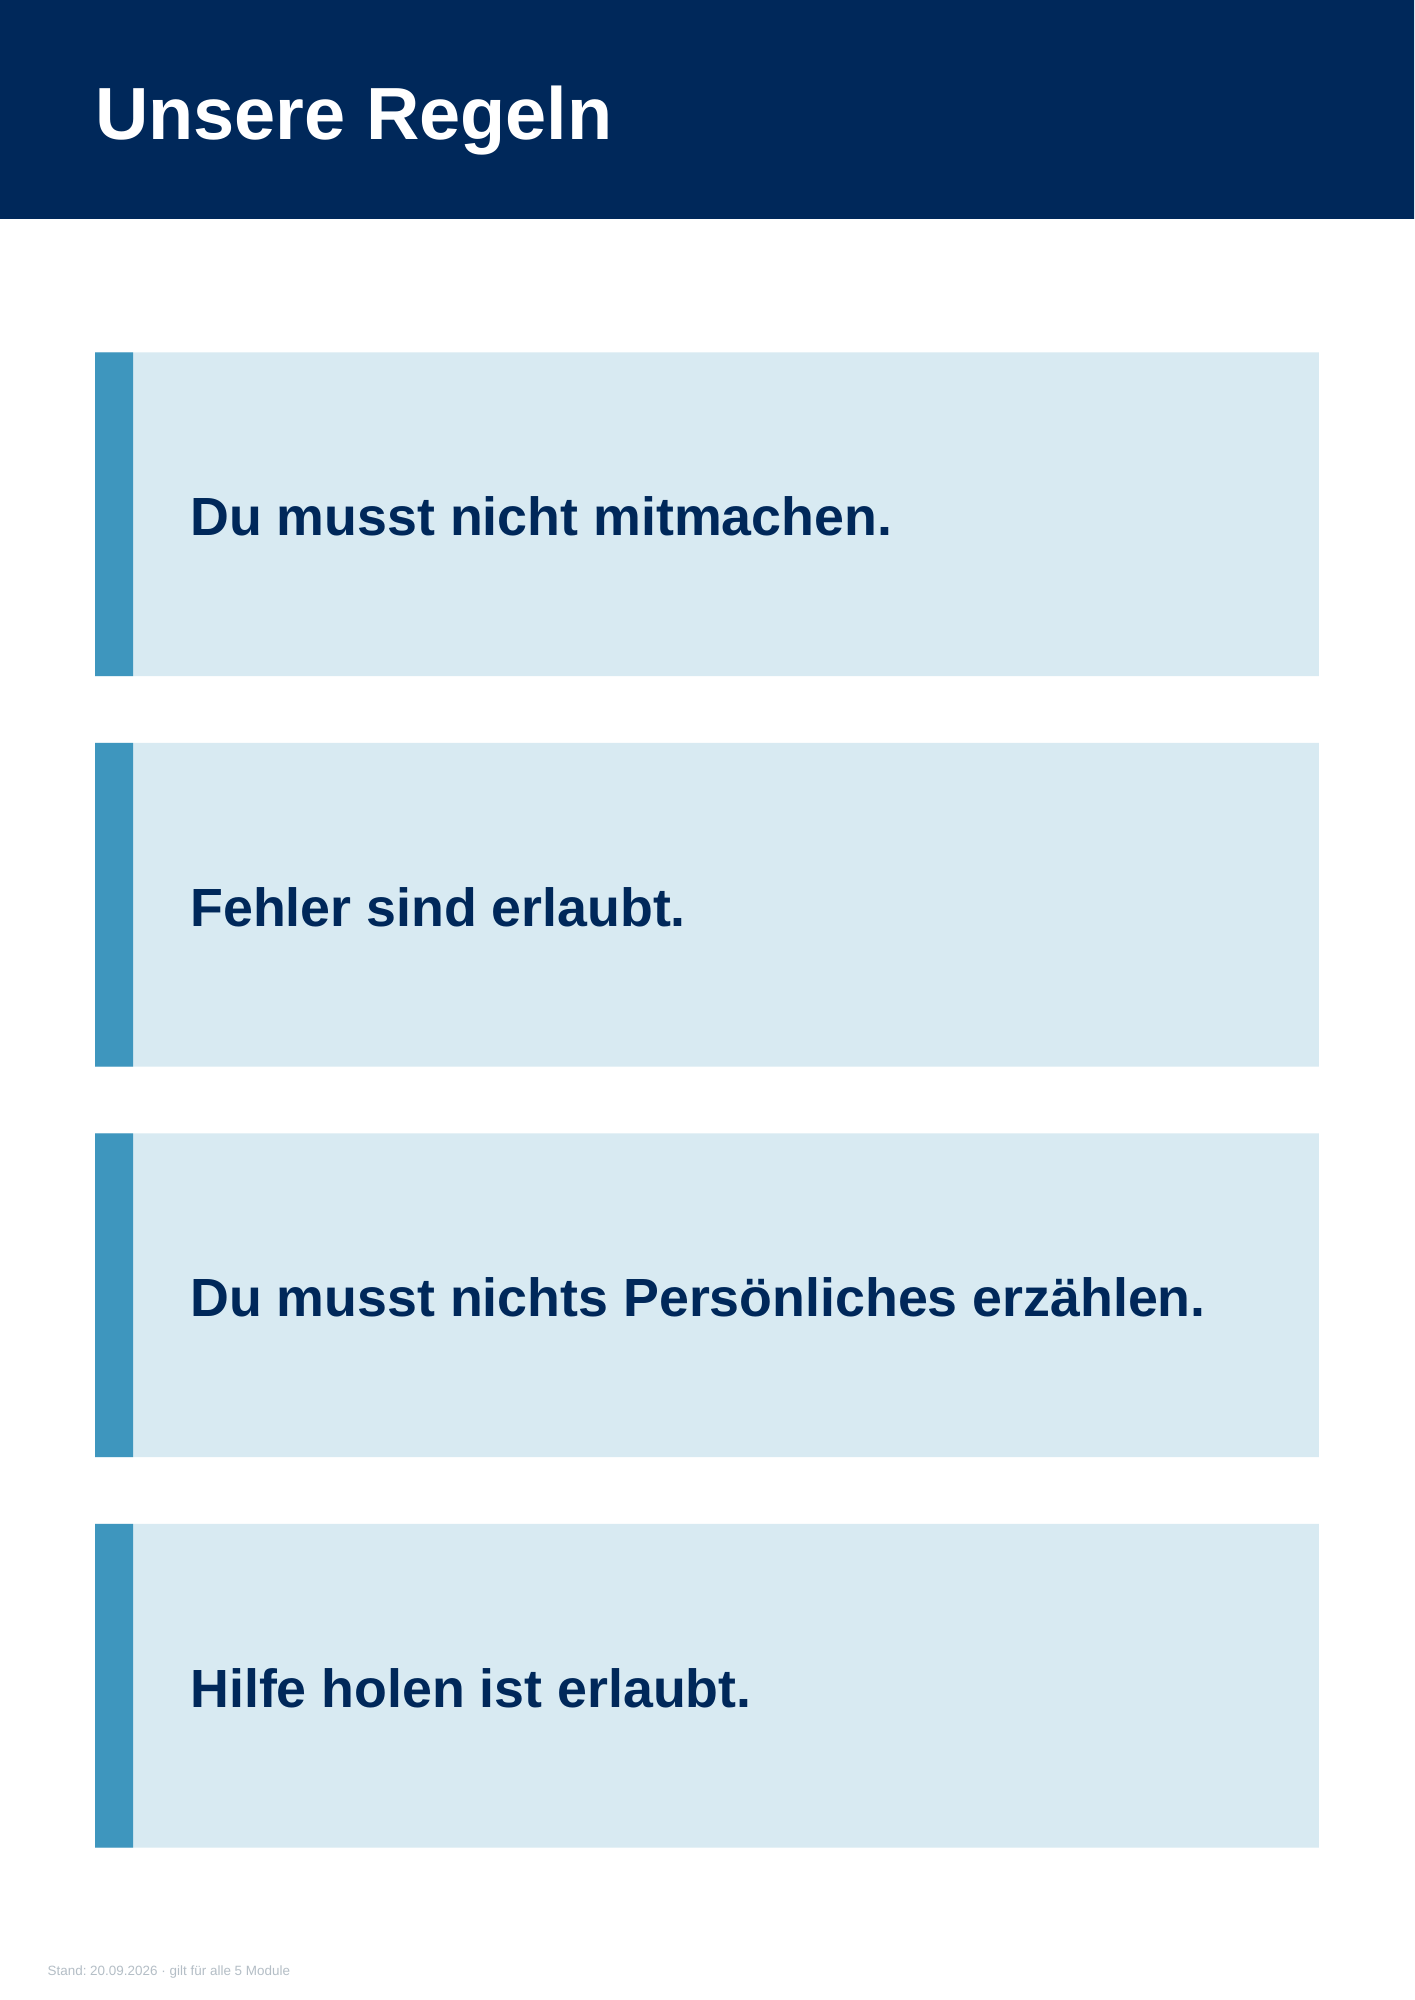 Unsere Regeln
Du musst nicht mitmachen.
Fehler sind erlaubt.
Du musst nichts Persönliches erzählen.
Hilfe holen ist erlaubt.
Stand: 20.09.2026 · gilt für alle 5 Module